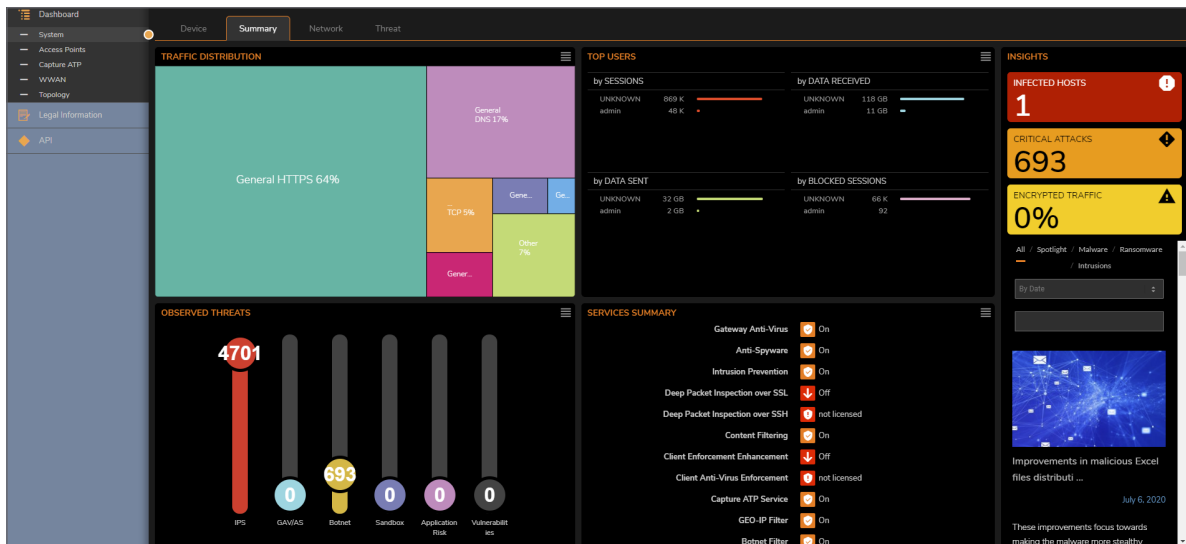 Dashboard
System
Access Points
Capture ATP
WWAN
Topology
Legal Information
API
Device
Summary
Network
Threat
TRAFFIC DISTRIBUTION
General HTTPS 64%
General
DNS 17%
...
TCP 5%
Gene...
Ge...
Other
7%
Gener...
TOP USERS
by SESSIONS
UNKNOWN 869 K
admin 48 K
by DATA RECEIVED
UNKNOWN 118 GB
admin 11 GB
by DATA SENT
UNKNOWN 32 GB
admin 2 GB
by BLOCKED SESSIONS
UNKNOWN 66 K
admin 92
INSIGHTS
INFECTED HOSTS
1
CRITICAL ATTACKS
693
ENCRYPTED TRAFFIC
0%
All / Spotlight / Malware / Ransomware
/ Intrusions
By Date
Improvements in malicious Excel
files distributi ...
July 6, 2020
These improvements focus towards
making the malware more stealthy
OBSERVED THREATS
4701
0
693
0
0
0
IPS
GAV/AS
Botnet
Sandbox
Application
Risk
Vulnerabilit
ies
SERVICES SUMMARY
Gateway Anti-Virus On
Anti-Spyware On
Intrusion Prevention On
Deep Packet Inspection over SSL Off
Deep Packet Inspection over SSH not licensed
Content Filtering On
Client Enforcement Enhancement Off
Client Anti-Virus Enforcement not licensed
Capture ATP Service On
GEO-IP Filter On
Botnet Filter On